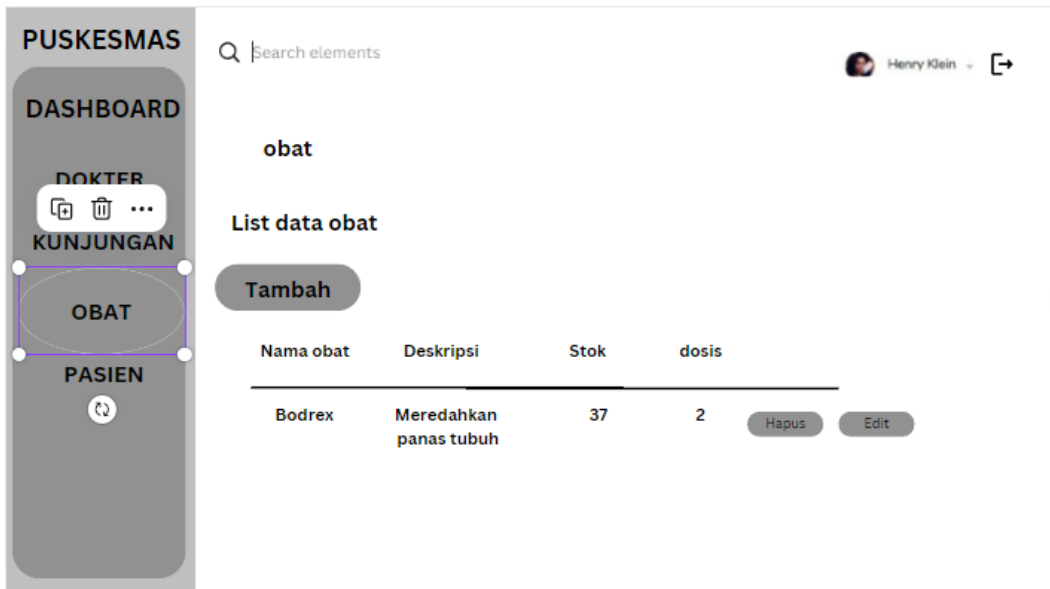 PUSKESMAS
Search elements
Henry Klein
DASHBOARD
obat
DOKTER
List data obat
KUNJUNGAN
Tambah
OBAT
Nama obat Deskripsi Stok dosis
PASIEN
Bodrex Meredahkan 37 2 Hapus Edit
panas tubuh